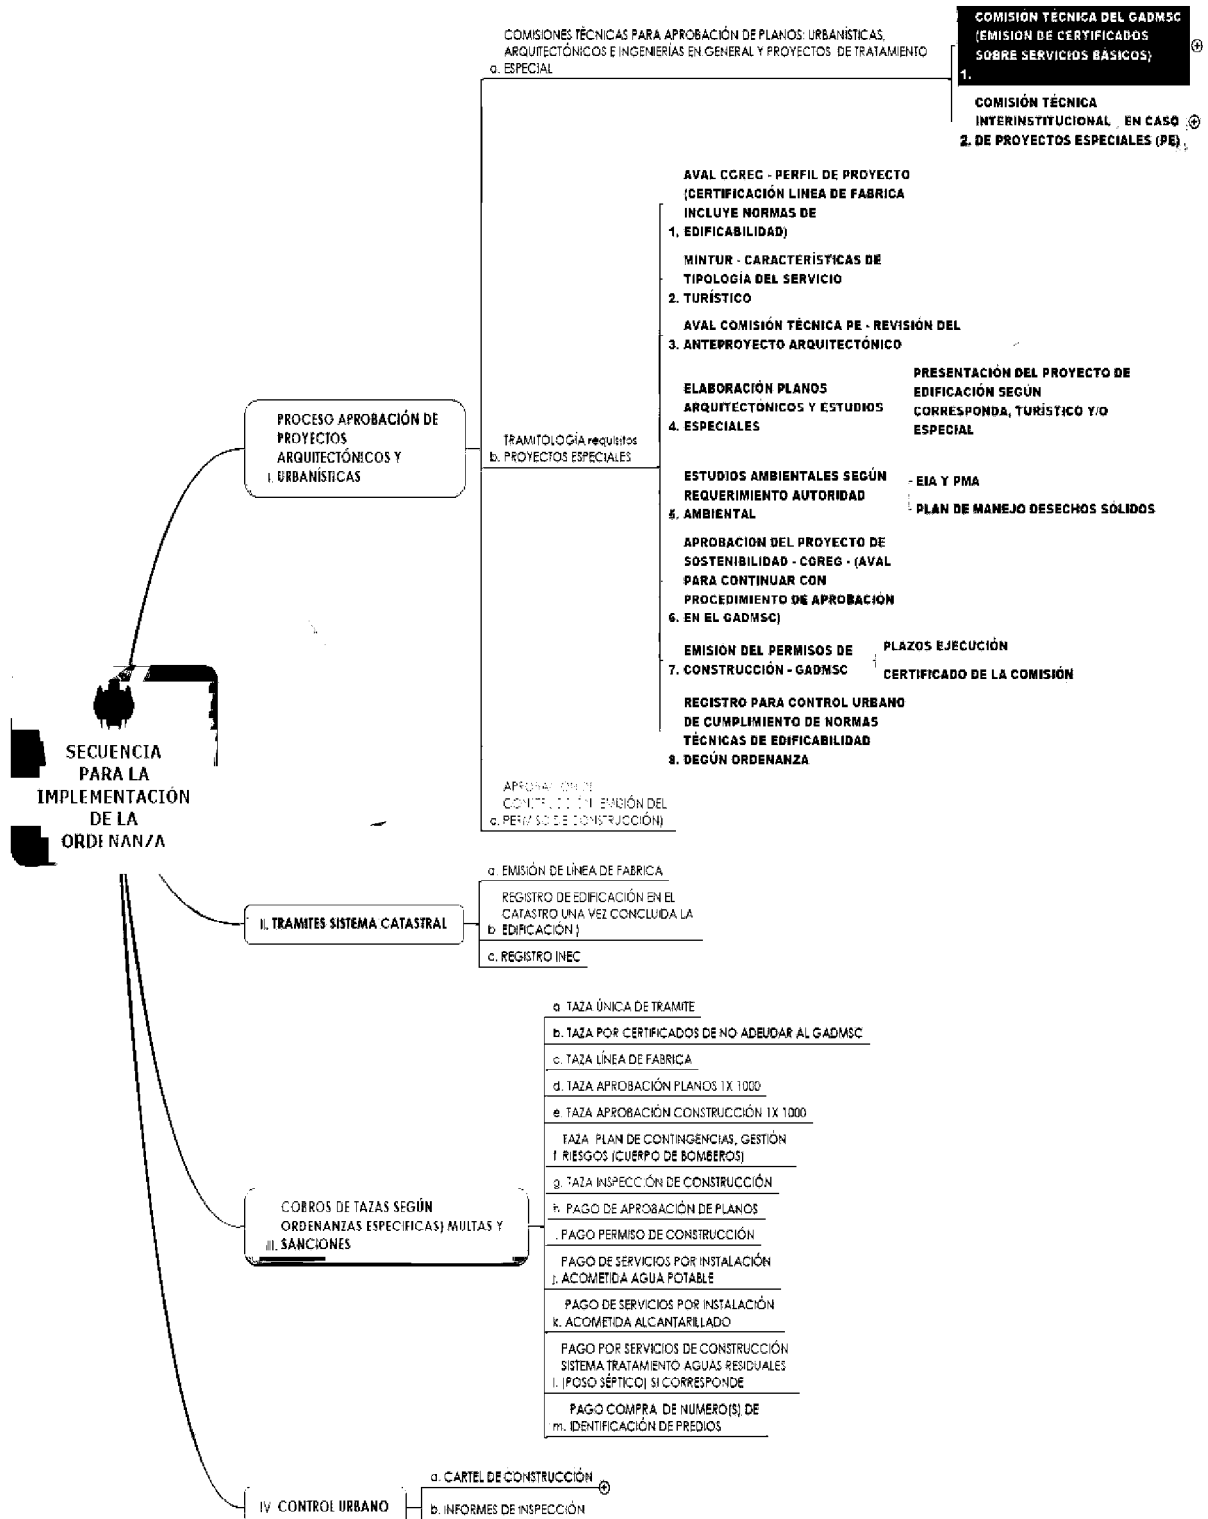 COMISIONES TÉCNICAS PARA APROBACIÓN DE PLANOS: URBANÍSTICAS,
ARQUITECTÓNICOS E INGENIERÍAS EN GENERAL Y PROYECTOS DE TRATAMIENTO
a. ESPECIAL
COMISIÓN TÉCNICA DEL GADMSC
(EMISIÓN DE CERTIFICADOS
SOBRE SERVICIOS BÁSICOS)
1.
COMISIÓN TÉCNICA
INTERINSTITUCIONAL EN CASO
2. DE PROYECTOS ESPECIALES (PE)
AVAL CGREG - PERFIL DE PROYECTO
(CERTIFICACIÓN LINEA DE FABRICA
INCLUYE NORMAS DE
1. EDIFICABILIDAD)
MINTUR - CARACTERÍSTICAS DE
TIPOLOGÍA DEL SERVICIO
2. TURÍSTICO
AVAL COMISIÓN TÉCNICA PE - REVISIÓN DEL
3. ANTEPROYECTO ARQUITECTÓNICO
ELABORACIÓN PLANOS
ARQUITECTÓNICOS Y ESTUDIOS
4. ESPECIALES
PRESENTACIÓN DEL PROYECTO DE
EDIFICACIÓN SEGÚN
CORRESPONDA, TURÍSTICO Y/O
ESPECIAL
PROCESO APROBACIÓN DE
PROYECTOS
ARQUITECTÓNICOS Y
I. URBANÍSTICAS
TRAMITOLOGÍA requisitos
b. PROYECTOS ESPECIALES
ESTUDIOS AMBIENTALES SEGÚN
REQUERIMIENTO AUTORIDAD
5. AMBIENTAL
- EIA Y PMA
- PLAN DE MANEJO DESECHOS SÓLIDOS
APROBACION DEL PROYECTO DE
SOSTENIBILIDAD - CGREG - (AVAL
PARA CONTINUAR CON
PROCEDIMIENTO DE APROBACIÓN
6. EN EL GADMSC)
EMISIÓN DEL PERMISOS DE
7. CONSTRUCCIÓN - GADMSC
PLAZOS EJECUCIÓN
CERTIFICADO DE LA COMISIÓN
REGISTRO PARA CONTROL URBANO
DE CUMPLIMIENTO DE NORMAS
TÉCNICAS DE EDIFICABILIDAD
8. DEGÚN ORDENANZA
SECUENCIA
PARA LA
IMPLEMENTACIÓN
DE LA
ORDENANZA
APROBACION DE
CONSTRUCCIÓN EMISIÓN DEL
c. PERMISO DE CONSTRUCCIÓN)
II. TRAMITES SISTEMA CATASTRAL
a. EMISIÓN DE LÍNEA DE FABRICA
REGISTRO DE EDIFICACIÓN EN EL
CATASTRO UNA VEZ CONCLUIDA LA
b EDIFICACIÓN )
c. REGISTRO INEC
COBROS DE TAZAS SEGÚN
ORDENANZAS ESPECIFICAS) MULTAS Y
III. SANCIONES
a TAZA ÚNICA DE TRAMITE
b. TAZA POR CERTIFICADOS DE NO ADEUDAR AL GADMSC
c. TAZA LÍNEA DE FABRICA
d. TAZA APROBACIÓN PLANOS 1X 1000
e. TAZA APROBACIÓN CONSTRUCCIÓN 1X 1000
TAZA PLAN DE CONTINGENCIAS, GESTIÓN
f RIESGOS (CUERPO DE BOMBEROS)
g. TAZA INSPECCIÓN DE CONSTRUCCIÓN
h. PAGO DE APROBACIÓN DE PLANOS
. PAGO PERMISO DE CONSTRUCCIÓN
PAGO DE SERVICIOS POR INSTALACIÓN
j. ACOMETIDA AGUA POTABLE
PAGO DE SERVICIOS POR INSTALACIÓN
k. ACOMETIDA ALCANTARILLADO
PAGO POR SERVICIOS DE CONSTRUCCIÓN
SISTEMA TRATAMIENTO AGUAS RESIDUALES
l. (POSO SÉPTICO) SI CORRESPONDE
PAGO COMPRA DE NUMERO(S) DE
m. IDENTIFICACIÓN DE PREDIOS
IV CONTROL URBANO
a. CARTEL DE CONSTRUCCIÓN
b. INFORMES DE INSPECCIÓN